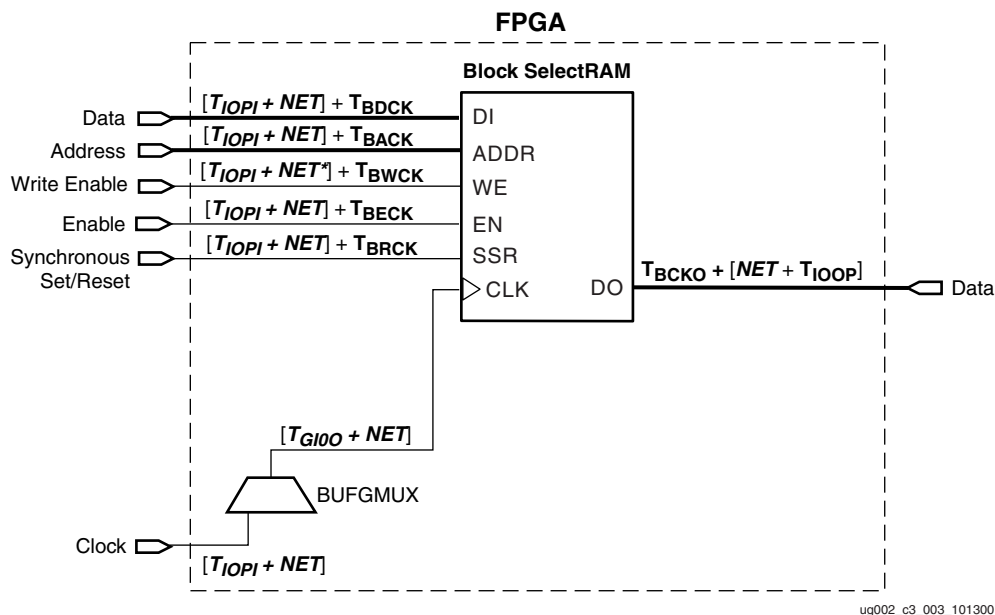 FPGA
Block SelectRAM
Data
[TIOPI + NET] + TBDCK
DI
Address
[TIOPI + NET] + TBACK
ADDR
Write Enable
[TIOPI + NET*] + TBWCK
WE
Enable
[TIOPI + NET] + TBECK
EN
Synchronous
Set/Reset
[TIOPI + NET] + TBRCK
SSR
CLK
DO
TBCKO + [NET + TIOOP]
Data
[TGI0O + NET]
BUFGMUX
Clock
[TIOPI + NET]
ug002_c3_003_101300